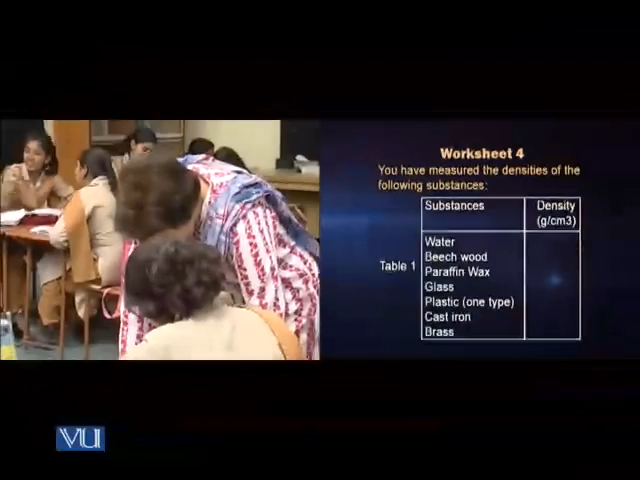 Worksheet 4
You have measured the densities of the
following substances:
Substances
Density
(g/cm3)
Table 1
Water
Beech wood
Paraffin Wax
Glass
Plastic (one type)
Cast iron
Brass
VU